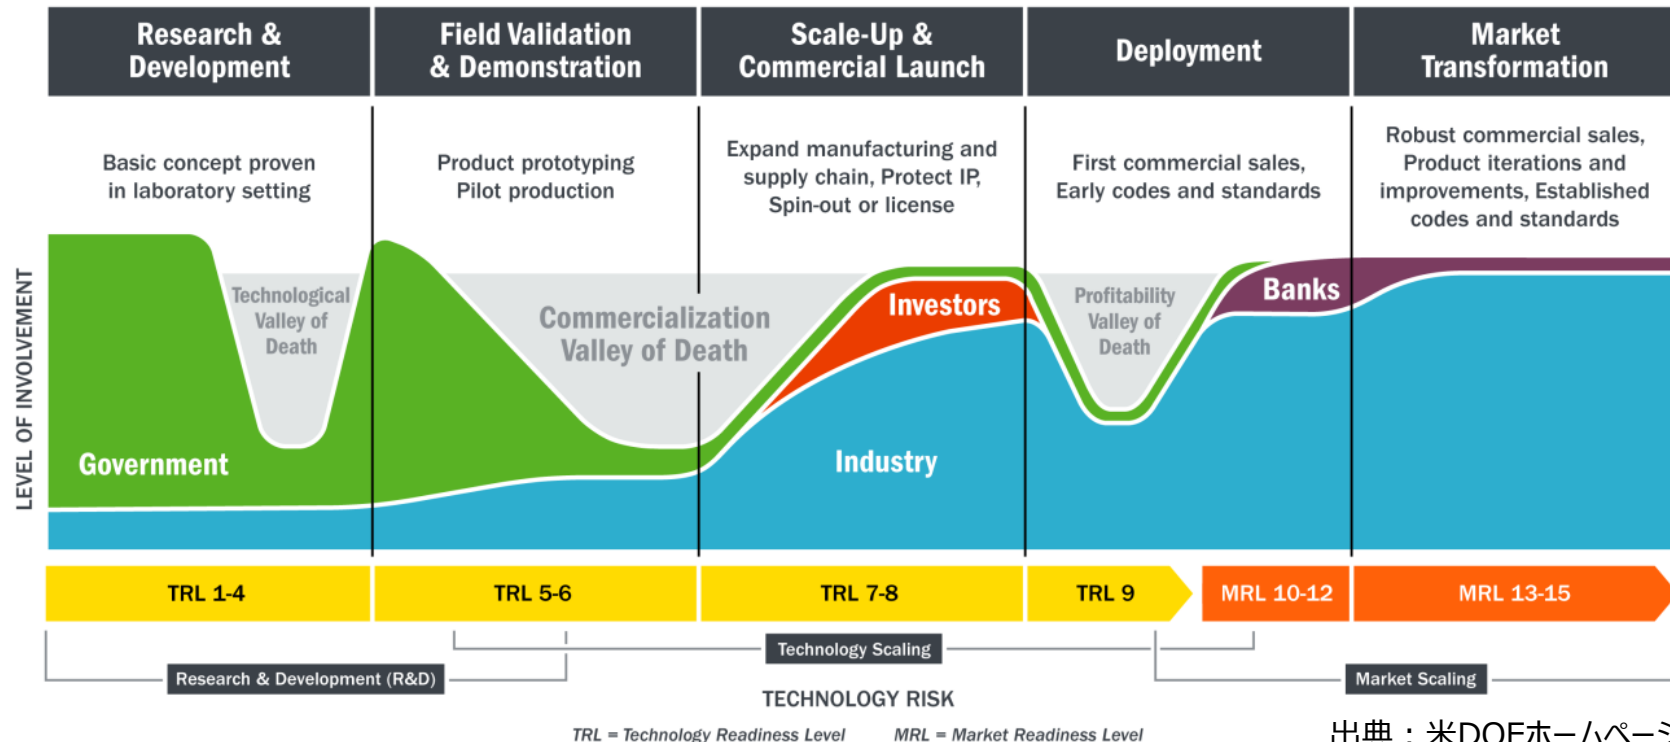 Research &
Development
Field Validation
& Demonstration
Scale-Up &
Commercial Launch
Deployment
Market
Transformation
Basic concept proven
in laboratory setting
Product prototyping
Pilot production
Expand manufacturing and
supply chain, Protect IP,
Spin-out or license
First commercial sales,
Early codes and standards
Robust commercial sales,
Product iterations and
improvements, Established
codes and standards
LEVEL OF INVOLVEMENT
Technological
Valley of
Death
Commercialization
Valley of Death
Profitability
Valley of
Death
Government
Investors
Industry
Banks
TRL 1-4
TRL 5-6
TRL 7-8
TRL 9
MRL 10-12
MRL 13-15
Technology Scaling
Research & Development (R&D)
Market Scaling
TECHNOLOGY RISK
TRL = Technology Readiness Level
MRL = Market Readiness Level
出典：米DOEホームページ